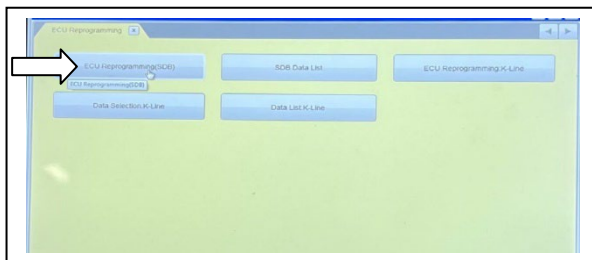 ECU Reprogramming
ECU Reprogramming(SDB)
SDB Data List
ECU Reprogramming:K-Line
ECU Reprogramming(SDB)
Data Selection:K-Line
Data List:K-Line